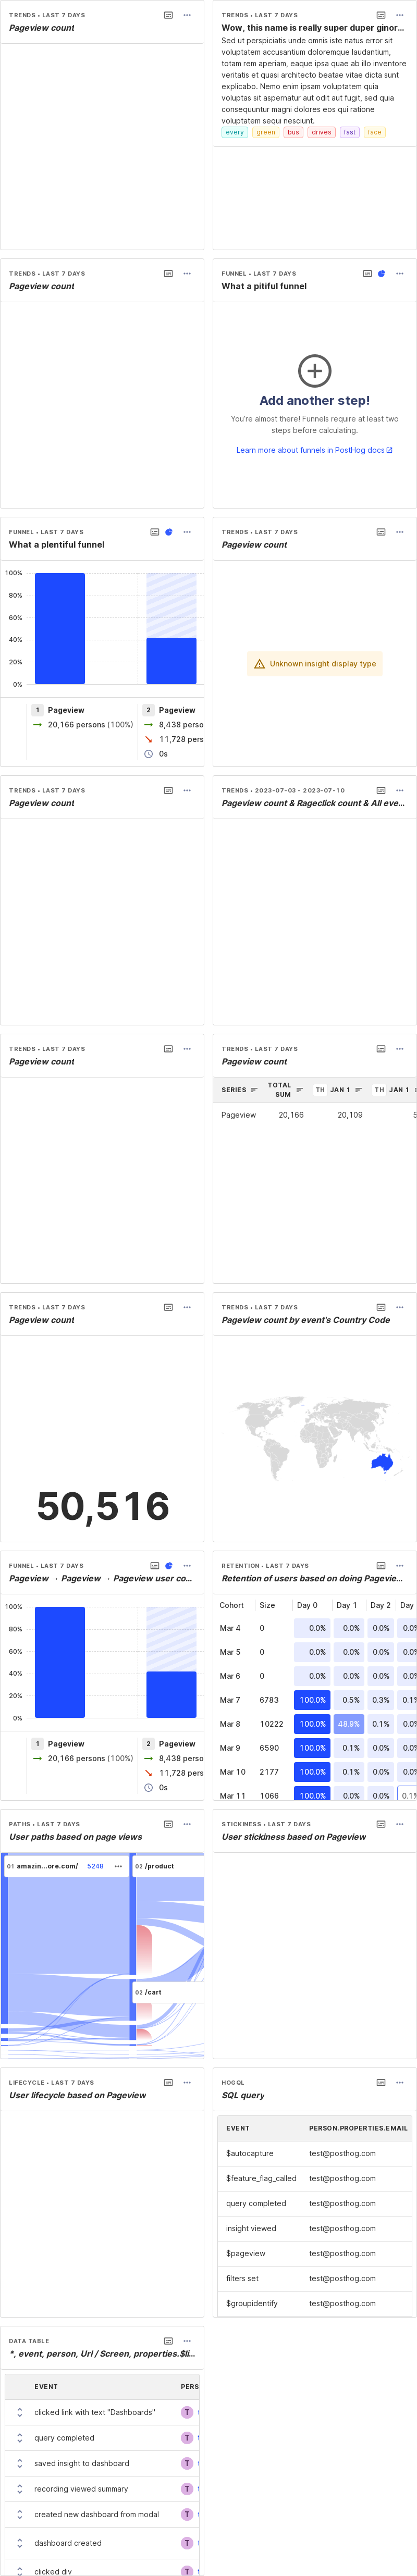 TRENDS • LAST 7 DAYS
Pageview count
TRENDS • LAST 7 DAYS
Wow, this name is really super duper ginor...
Sed ut perspiciatis unde omnis iste natus error sit
voluptatem accusantium doloremque laudantium,
totam rem aperiam, eaque ipsa quae ab illo inventore
veritatis et quasi architecto beatae vitae dicta sunt
explicabo. Nemo enim ipsam voluptatem quia
voluptas sit aspernatur aut odit aut fugit, sed quia
consequuntur magni dolores eos qui ratione
voluptatem sequi nesciunt.
every green bus drives fast face
TRENDS • LAST 7 DAYS
Pageview count
FUNNEL • LAST 7 DAYS
What a pitiful funnel
Add another step!
You're almost there! Funnels require at least two
steps before calculating.
Learn more about funnels in PostHog docs
FUNNEL • LAST 7 DAYS
What a plentiful funnel
100%
80%
60%
40%
20%
0%
1 Pageview
20,166 persons (100%)
2 Pageview
8,438 perso
11,728 pers
0s
TRENDS • LAST 7 DAYS
Pageview count
Unknown insight display type
TRENDS • LAST 7 DAYS
Pageview count
TRENDS • 2023-07-03 - 2023-07-10
Pageview count & Rageclick count & All eve...
TRENDS • LAST 7 DAYS
Pageview count
TRENDS • LAST 7 DAYS
Pageview count
SERIES TOTAL SUM TH JAN 1 TH JAN 1
Pageview 20,166 20,109 5
TRENDS • LAST 7 DAYS
Pageview count
50,516
TRENDS • LAST 7 DAYS
Pageview count by event's Country Code
FUNNEL • LAST 7 DAYS
Pageview → Pageview → Pageview user co...
100%
80%
60%
40%
20%
0%
1 Pageview
20,166 persons (100%)
2 Pageview
8,438 perso
11,728 pers
0s
RETENTION • LAST 7 DAYS
Retention of users based on doing Pagevie...
Cohort Size Day 0 Day 1 Day 2 Day
Mar 4 0 0.0% 0.0% 0.0% 0.0%
Mar 5 0 0.0% 0.0% 0.0% 0.0%
Mar 6 0 0.0% 0.0% 0.0% 0.0%
Mar 7 6783 100.0% 0.5% 0.3% 0.1%
Mar 8 10222 100.0% 48.9% 0.1% 0.0%
Mar 9 6590 100.0% 0.1% 0.0% 0.0%
Mar 10 2177 100.0% 0.1% 0.0% 0.0%
Mar 11 1066 100.0% 0.0% 0.0% 0.1%
PATHS • LAST 7 DAYS
User paths based on page views
01 amazin...ore.com/ 5248
02 /product
02 /cart
STICKINESS • LAST 7 DAYS
User stickiness based on Pageview
LIFECYCLE • LAST 7 DAYS
User lifecycle based on Pageview
HOGQL
SQL query
EVENT PERSON.PROPERTIES.EMAIL
$autocapture test@posthog.com
$feature_flag_called test@posthog.com
query completed test@posthog.com
insight viewed test@posthog.com
$pageview test@posthog.com
filters set test@posthog.com
$groupidentify test@posthog.com
DATA TABLE
*, event, person, Url / Screen, properties.$li...
EVENT PERS
clicked link with text "Dashboards" T t
query completed T t
saved insight to dashboard T t
recording viewed summary T t
created new dashboard from modal T t
dashboard created T t
clicked div T t